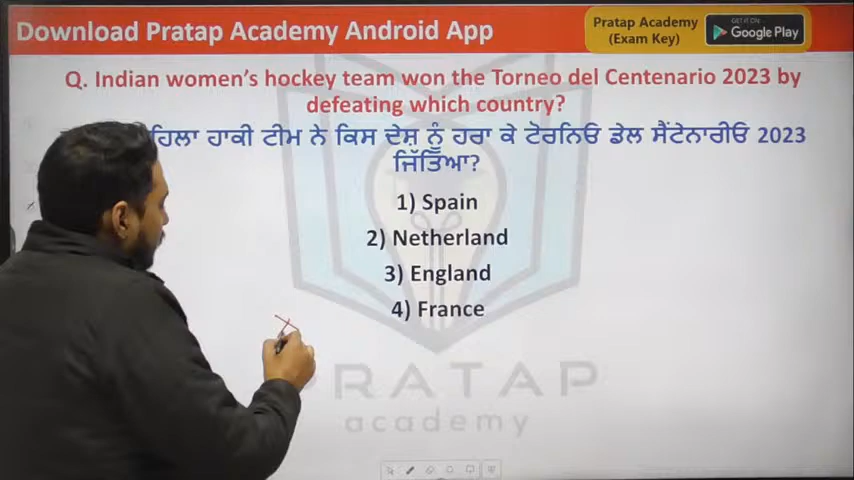 Download Pratap Academy Android App
Pratap Academy
(Exam Key)
GET IT ON
Google Play
Q. Indian women's hockey team won the Torneo del Centenario 2023 by
defeating which country?
ਹਾਕੀ ਟੀਮ ਨੇ ਕਿਸ ਦੇਸ਼ ਨੂੰ ਹਰਾ ਕੇ ਟੋਰਨਿਓ ਡੇਲ ਸੈਂਟੇਨਾਰੀਓ 2023
ਜਿੱਤਿਆ?
1) Spain
2) Netherland
3) England
4) France
PRATAP
academy